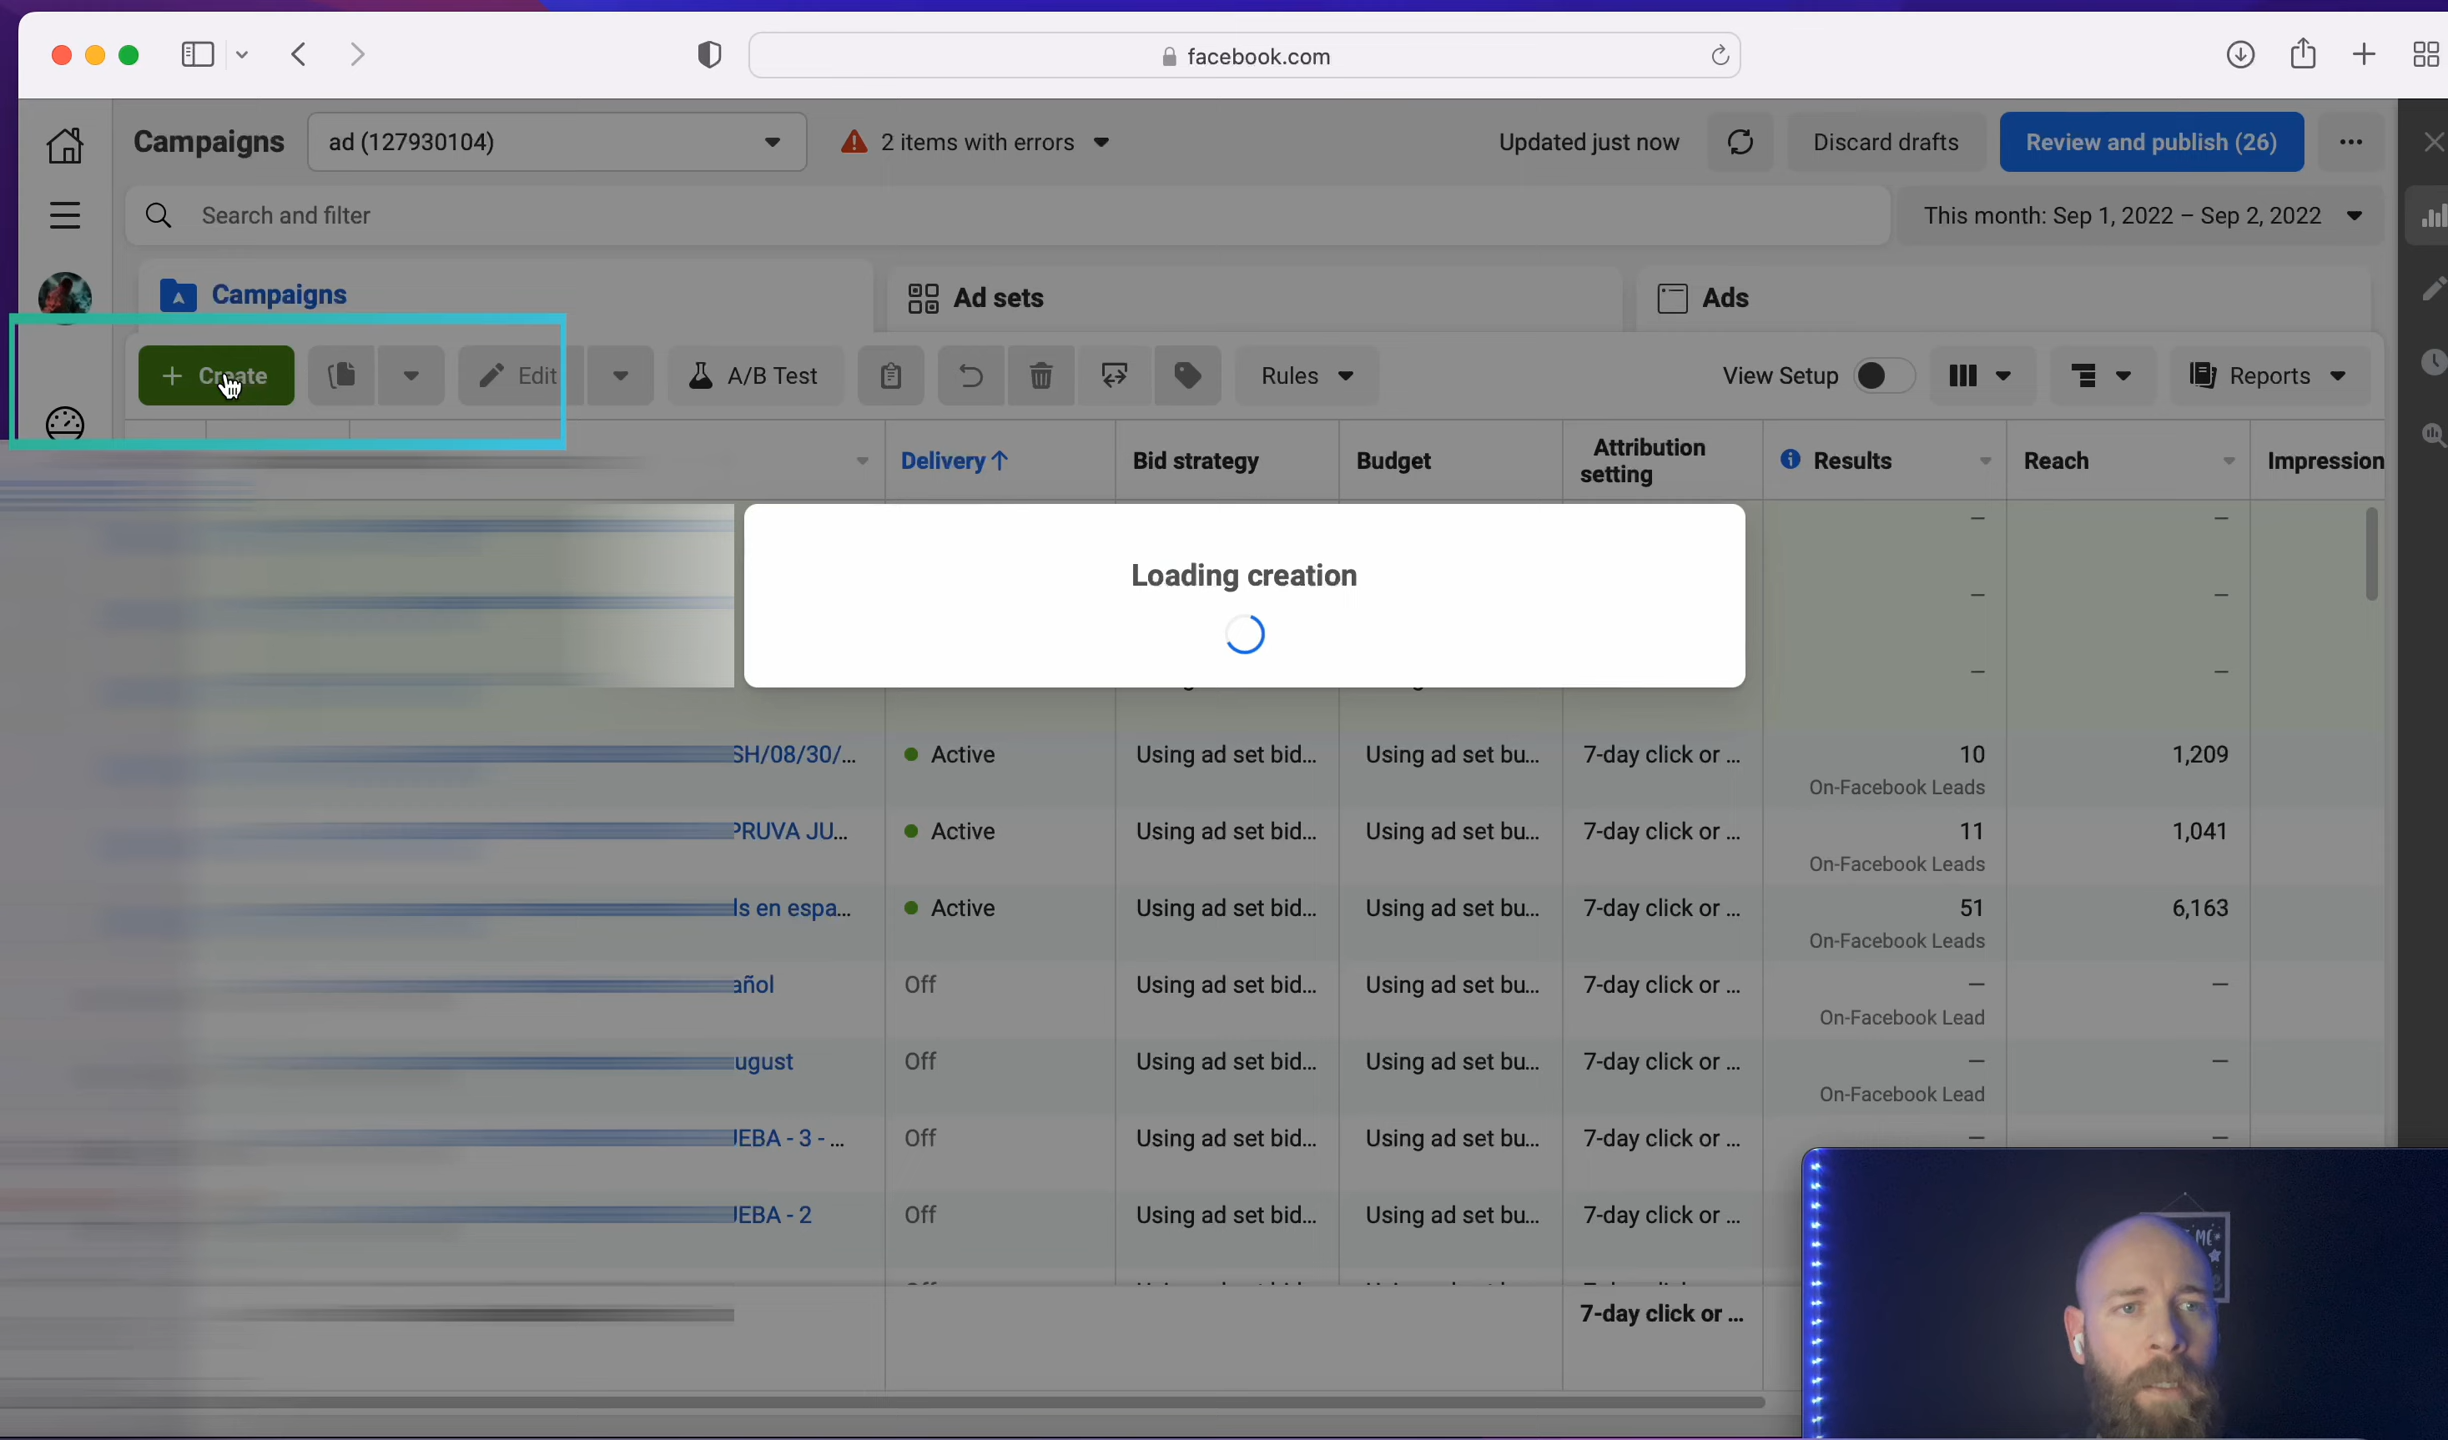 facebook.com
Campaigns
ad (127930104)
2 items with errors
Updated just now
Discard drafts
Review and publish (26)
Search and filter
This month: Sep 1, 2022 – Sep 2, 2022
Campaigns
Ad sets
Ads
+ Create
Edit
A/B Test
Rules
View Setup
Reports
Delivery ↑
Bid strategy
Budget
Attribution
setting
Results
Reach
Impression
—
—
—
—
—
—
Loading creation
SH/08/30/...
Active
Using ad set bid...
Using ad set bu...
7-day click or ...
10
1,209
On-Facebook Leads
PRUVA JU...
Active
Using ad set bid...
Using ad set bu...
7-day click or ...
11
1,041
On-Facebook Leads
ls en espa...
Active
Using ad set bid...
Using ad set bu...
7-day click or ...
51
6,163
On-Facebook Leads
añol
Off
Using ad set bid...
Using ad set bu...
7-day click or ...
—
—
On-Facebook Lead
ugust
Off
Using ad set bid...
Using ad set bu...
7-day click or ...
—
—
On-Facebook Lead
JEBA - 3 - ...
Off
Using ad set bid...
Using ad set bu...
7-day click or ...
—
—
JEBA - 2
Off
Using ad set bid...
Using ad set bu...
7-day click or ...
7-day click or ...
ME